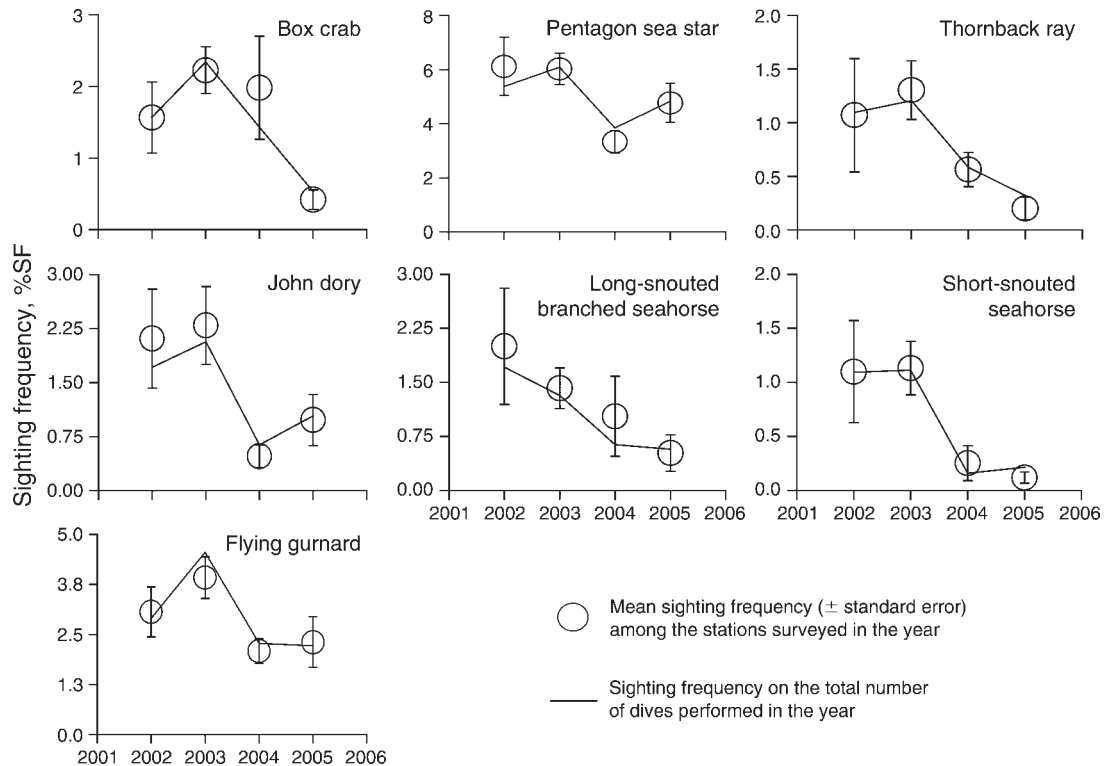 Sighting frequency, %SF
Box crab
3
2
1
0
Pentagon sea star
8
6
4
2
0
Thornback ray
2.0
1.5
1.0
0.5
0.0
2001 2002 2003 2004 2005 2006
John dory
3.00
2.25
1.50
0.75
0.00
Long-snouted
branched seahorse
3.00
2.25
1.50
0.75
0.00
2001 2002 2003 2004 2005 2006
Short-snouted
seahorse
2.0
1.5
1.0
0.5
0.0
2001 2002 2003 2004 2005 2006
Flying gurnard
5.0
3.8
2.5
1.3
0.0
2001 2002 2003 2004 2005 2006
Mean sighting frequency (± standard error)
among the stations surveyed in the year
Sighting frequency on the total number
of dives performed in the year